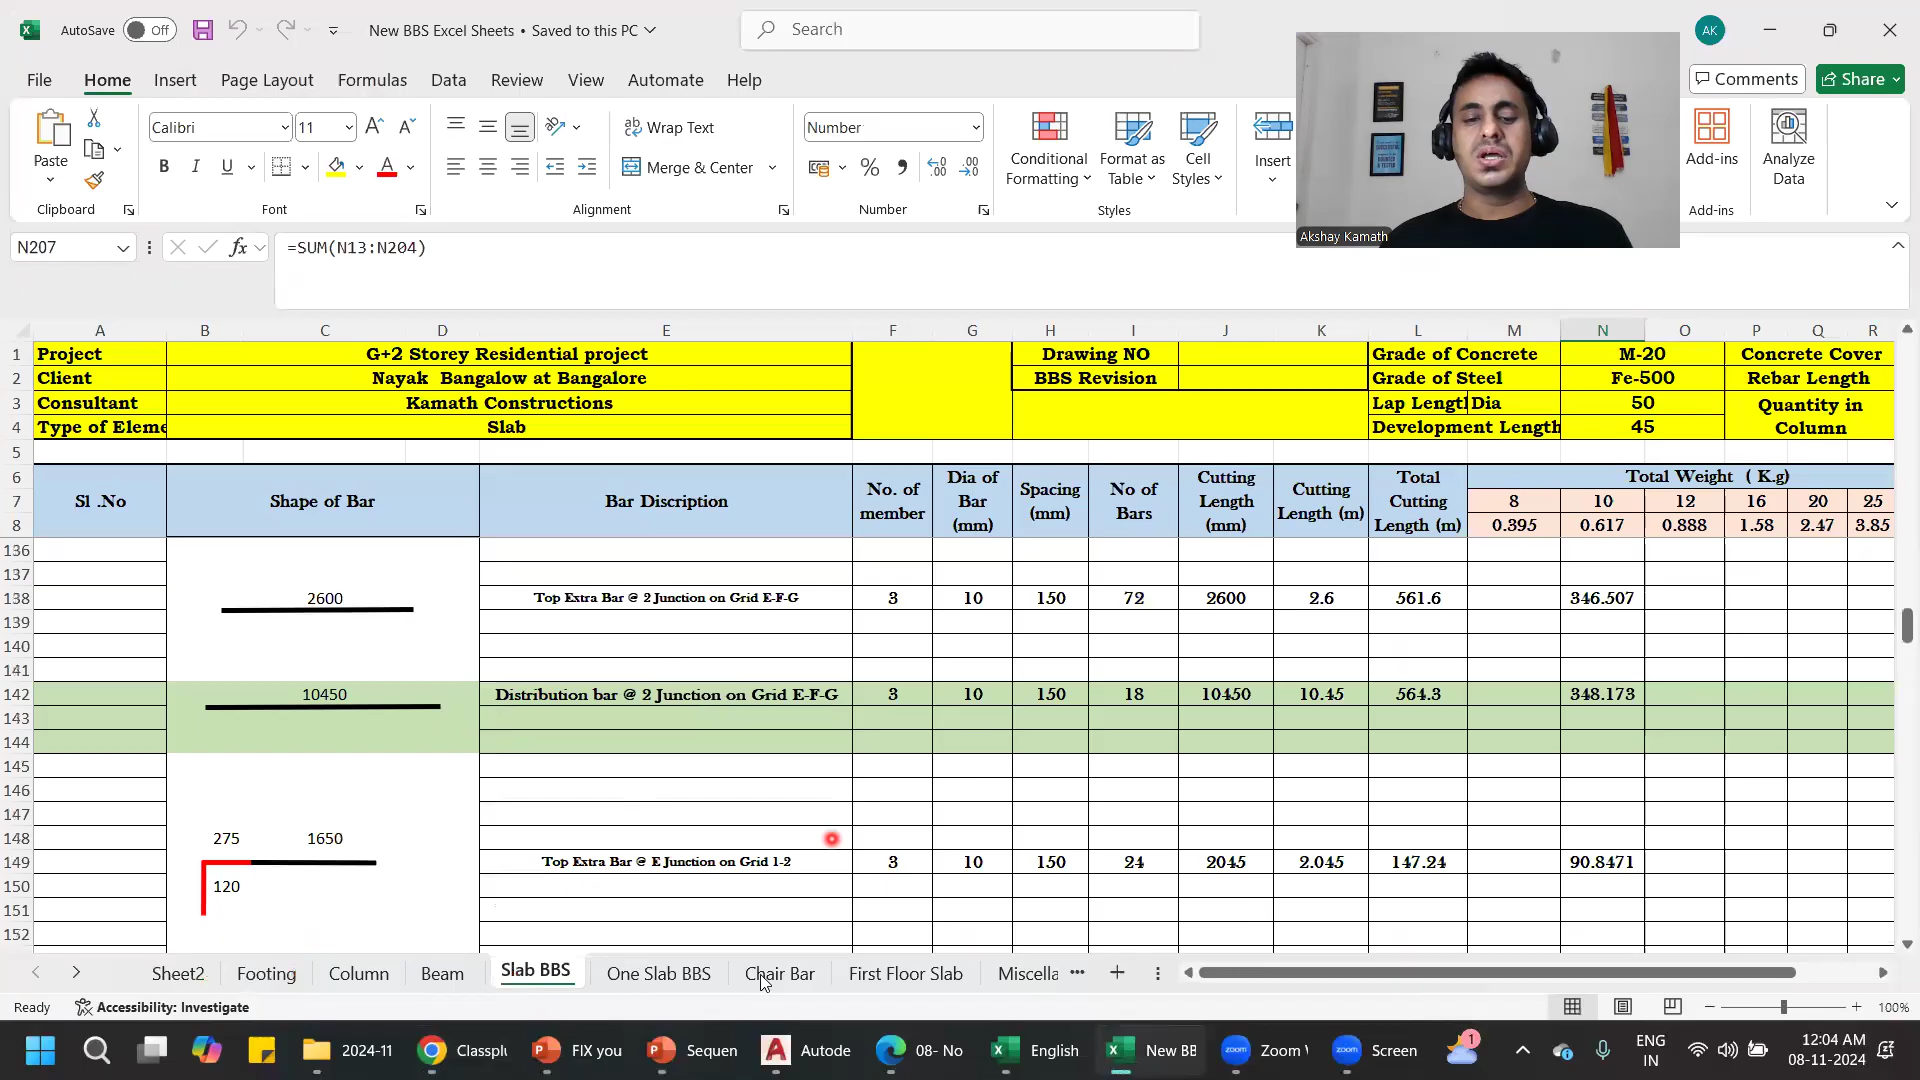 AutoSave Off New BBS Excel Sheets • Saved to this PC Search AK
File Home Insert Page Layout Formulas Data Review View Automate Help Comments Share
Paste Calibri 11 Wrap Text Number Conditional Formatting Format as Table Cell Styles Insert Add-ins Analyze Data
B I U Merge & Center
Clipboard Font Alignment Number Styles Add-ins
Akshay Kamath
N207 fx =SUM(N13:N204)
A B C D E F G H I J K L M N O P Q R
1 Project G+2 Storey Residential project Drawing NO Grade of Concrete M-20 Concrete Cover
2 Client Nayak Bangalow at Bangalore BBS Revision Grade of Steel Fe-500 Rebar Length
3 Consultant Kamath Constructions Lap Lengtl Dia 50 Quantity in
4 Type of Eleme Slab Development Length 45 Column
5
6 Total Weight ( K.g)
7 Sl .No Shape of Bar Bar Discription No. of member Dia of Bar (mm) Spacing (mm) No of Bars Cutting Length (mm) Cutting Length (m) Total Cutting Length (m) 8 10 12 16 20 25
8 0.395 0.617 0.888 1.58 2.47 3.85
136
137
138 2600 Top Extra Bar @ 2 Junction on Grid E-F-G 3 10 150 72 2600 2.6 561.6 346.507
139
140
141
142 10450 Distribution bar @ 2 Junction on Grid E-F-G 3 10 150 18 10450 10.45 564.3 348.173
143
144
145
146
147
148 275 1650
149 Top Extra Bar @ E Junction on Grid 1-2 3 10 150 24 2045 2.045 147.24 90.8471
150 120
151
152
Sheet2 Footing Column Beam Slab BBS One Slab BBS Chair Bar First Floor Slab Miscella
Ready Accessibility: Investigate 100%
2024-11 Classplu FIX you Sequen Autode 08- No English New BB Zoom Screen 1 ENG IN 12:04 AM 08-11-2024